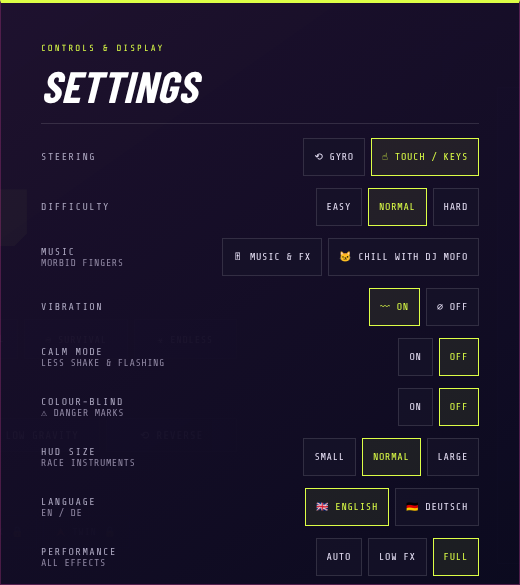 CONTROLS & DISPLAY
SETTINGS
STEERING
⟲ GYRO
☝ TOUCH / KEYS
DIFFICULTY
EASY
NORMAL
HARD
MUSIC
MORBID FINGERS
🎚 MUSIC & FX
🐱 CHILL WITH DJ MOFO
VIBRATION
〰 ON
⌀ OFF
CALM MODE
LESS SHAKE & FLASHING
ON
OFF
COLOUR-BLIND
⚠ DANGER MARKS
ON
OFF
HUD SIZE
RACE INSTRUMENTS
SMALL
NORMAL
LARGE
LANGUAGE
EN / DE
🇬🇧 ENGLISH
🇩🇪 DEUTSCH
PERFORMANCE
ALL EFFECTS
AUTO
LOW FX
FULL